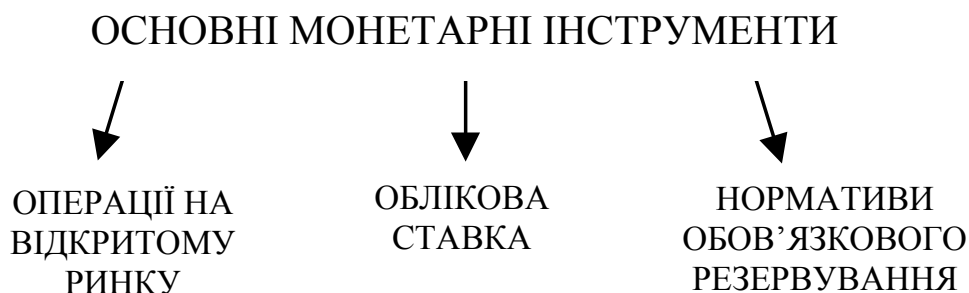 ОСНОВНІ МОНЕТАРНІ ІНСТРУМЕНТИ
ОПЕРАЦІЇ НА
ВІДКРИТОМУ
РИНКУ
ОБЛІКОВА
СТАВКА
НОРМАТИВИ
ОБОВ’ЯЗКОВОГО
РЕЗЕРВУВАННЯ